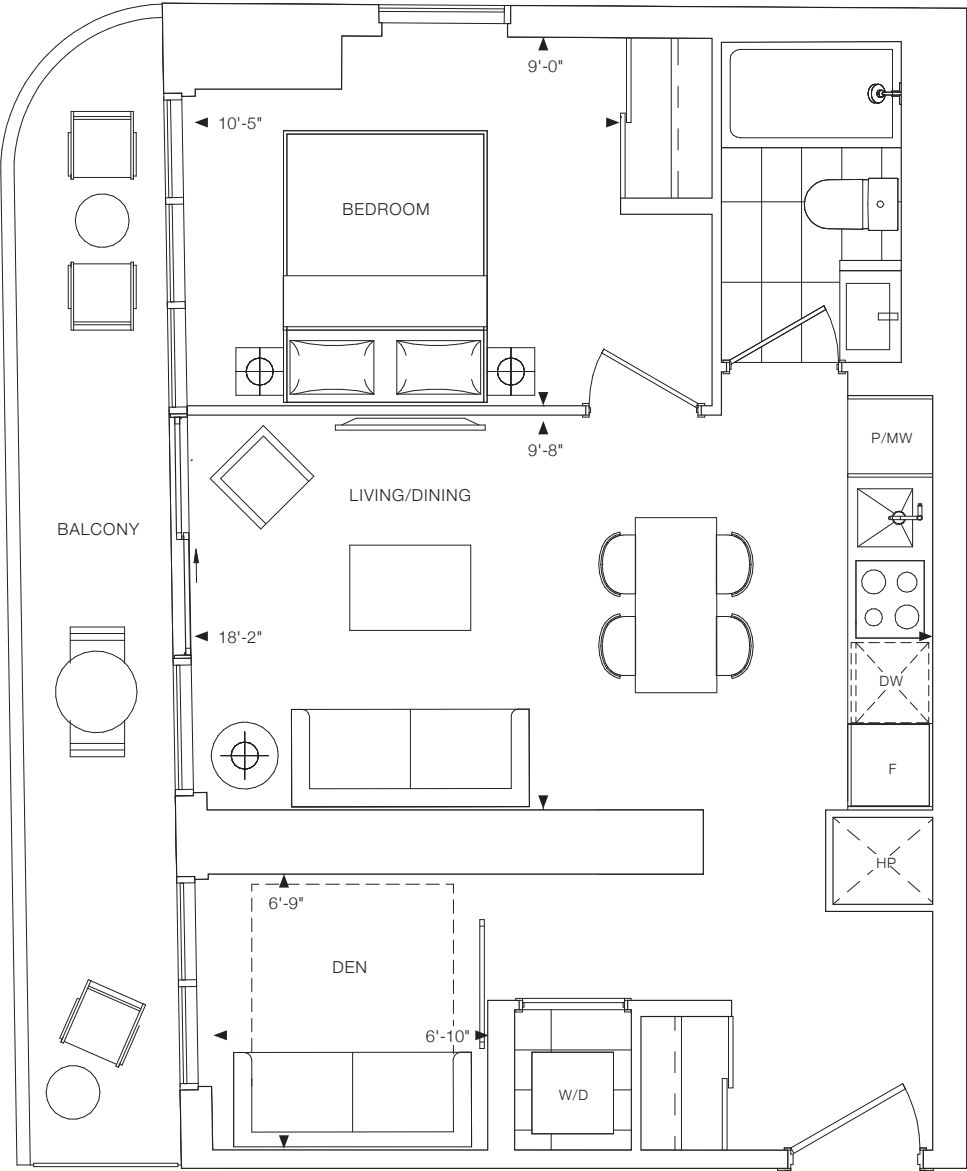 9'-0"
10'-5"
BEDROOM
P/MW
9'-8"
LIVING/DINING
BALCONY
18'-2"
DW
F
HP
6'-9"
DEN
6'-10"
W/D